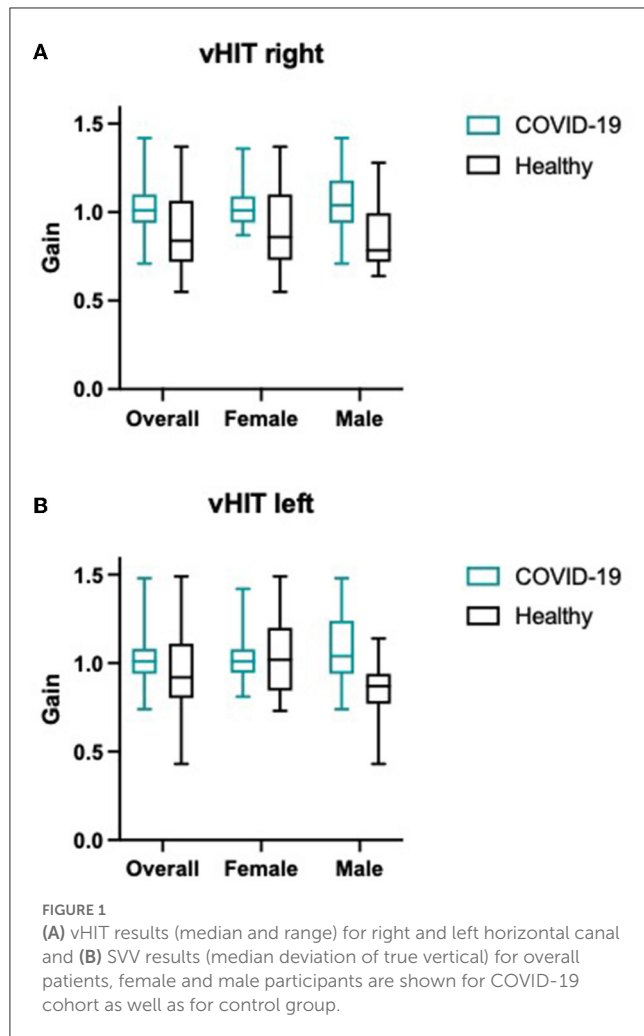 A
vHIT right
COVID-19
Healthy
1.5
1.0
0.5
0.0
Gain
Overall Female Male
B
vHIT left
COVID-19
Healthy
1.5
1.0
0.5
0.0
Gain
Overall Female Male
FIGURE 1
(A) vHIT results (median and range) for right and left horizontal canal
and (B) SVV results (median deviation of true vertical) for overall
patients, female and male participants are shown for COVID-19
cohort as well as for control group.